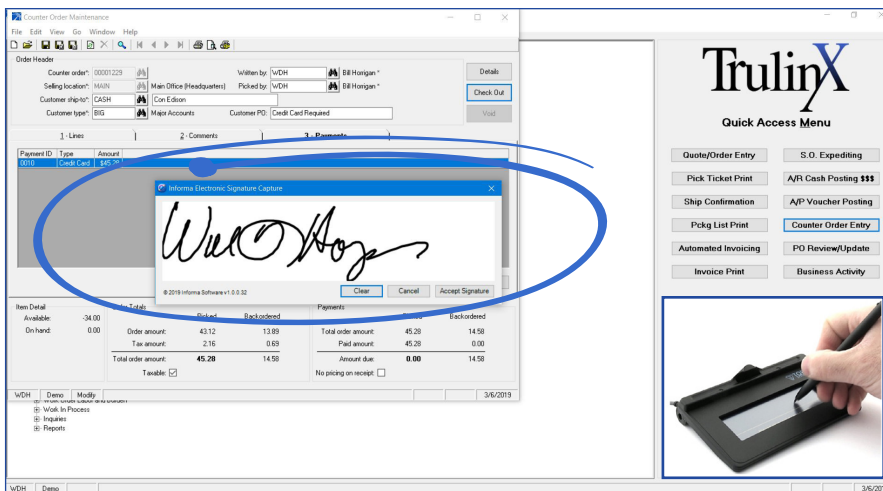 Counter Order Maintenance
File Edit View Go Window Help
Order Header
Counter order*: 00001229 Written by: WDH Bill Horrigan * Details
Selling location*: MAIN Main Office (Headquarters) Picked by: WDH Bill Horrigan *
Customer ship-to*: CASH Con Edison Check Out
Customer type*: BIG Major Accounts Customer PO: Credit Card Required Void
1 - Lines 2 - Comments 3 - Payments
Payment ID Type Amount
0010 Credit Card $45.28
Informa Electronic Signature Capture
© 2019 Informa Software v1.0.0.32 Clear Cancel Accept Signature
Item Detail Order Totals Payments
Available: -34.00 Picked Backordered Backordered
On hand: 0.00 Order amount: 43.12 13.89 Total order amount: 45.28 14.58
Tax amount: 2.16 0.69 Paid amount: 45.28 0.00
Total order amount: 45.28 14.58 Amount due: 0.00 14.58
Taxable: No pricing on receipt:
WDH Demo Modify 3/6/2019
Work Order Labor and Burden
Work In Process
Inquiries
Reports
WDH Demo 3/6/20
TrulinX
Quick Access Menu
Quote/Order Entry S.O. Expediting
Pick Ticket Print A/R Cash Posting $$$
Ship Confirmation A/P Voucher Posting
Pckg List Print Counter Order Entry
Automated Invoicing PO Review/Update
Invoice Print Business Activity